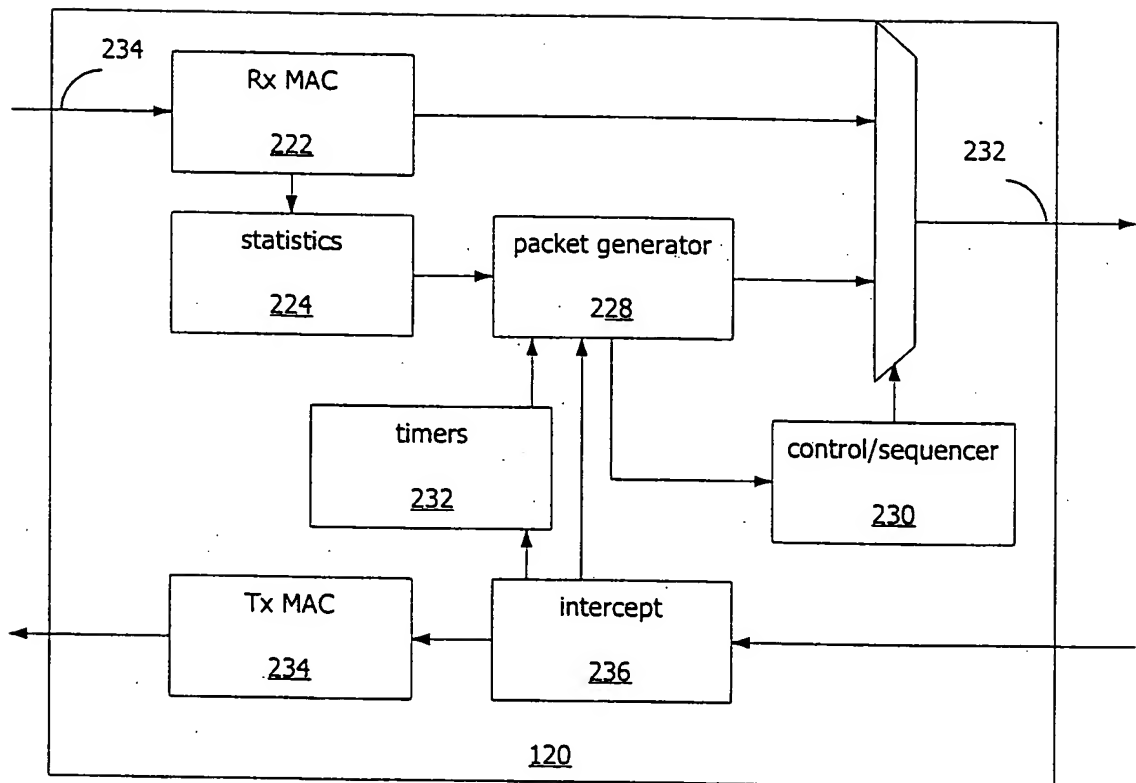 234
Rx MAC
222
232
statistics
224
packet generator
228
timers
232
control/sequencer
230
Tx MAC
234
intercept
236
120